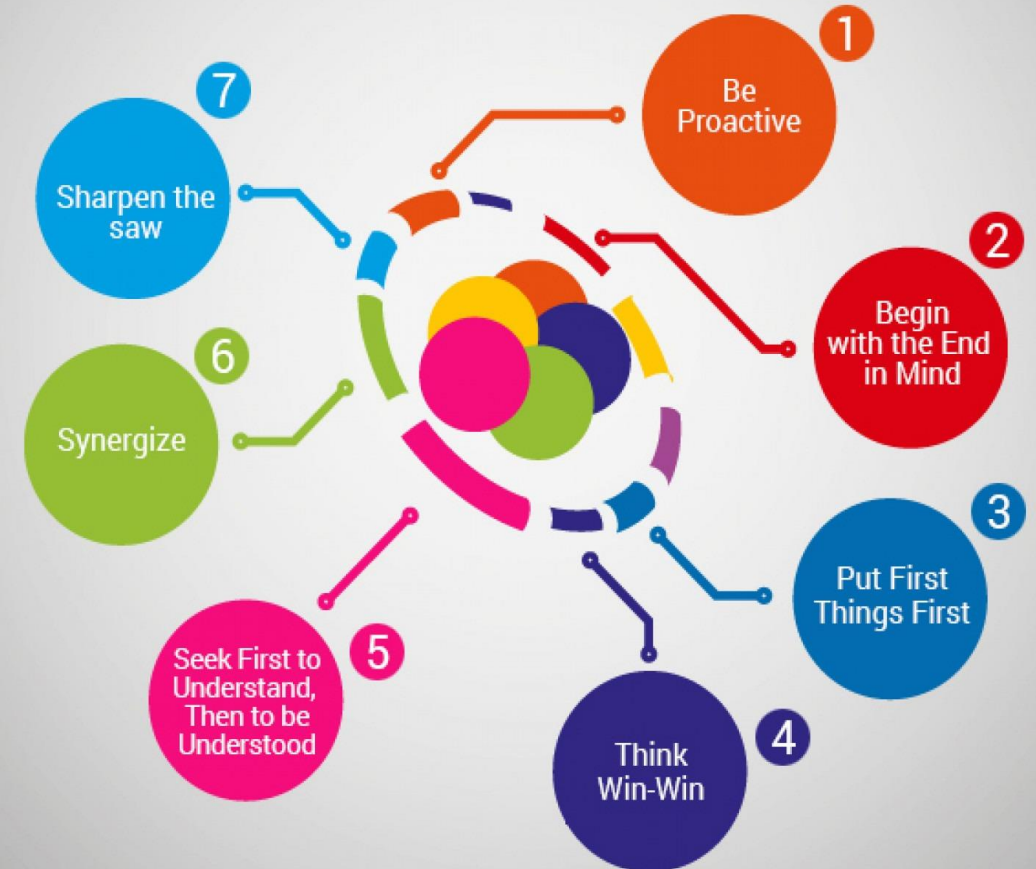 1
Be
Proactive
2
Begin
with the End
in Mind
3
Put First
Things First
4
Think
Win-Win
5
Seek First to
Understand,
Then to be
Understood
6
Synergize
7
Sharpen the
saw